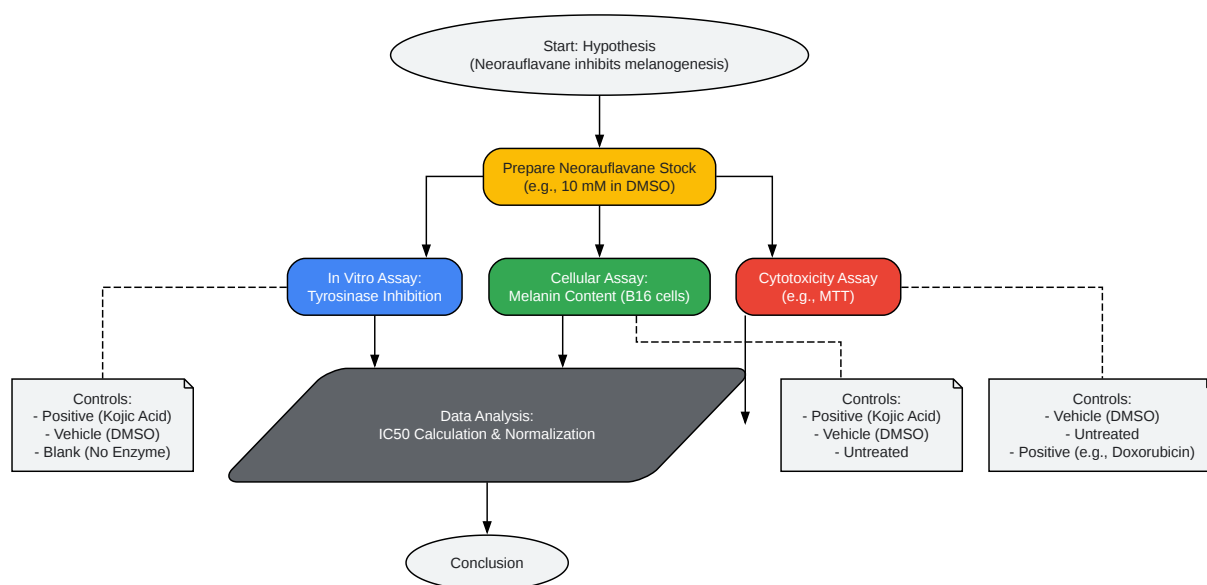 Start: Hypothesis
(Neorauflavane inhibits melanogenesis)
Prepare Neorauflavane Stock
(e.g., 10 mM in DMSO)
In Vitro Assay:
Tyrosinase Inhibition
Cellular Assay:
Melanin Content (B16 cells)
Cytotoxicity Assay
(e.g., MTT)
Controls:
- Positive (Kojic Acid)
- Vehicle (DMSO)
- Blank (No Enzyme)
Data Analysis:
IC50 Calculation & Normalization
Controls:
- Positive (Kojic Acid)
- Vehicle (DMSO)
- Untreated
Controls:
- Vehicle (DMSO)
- Untreated
- Positive (e.g., Doxorubicin)
Conclusion